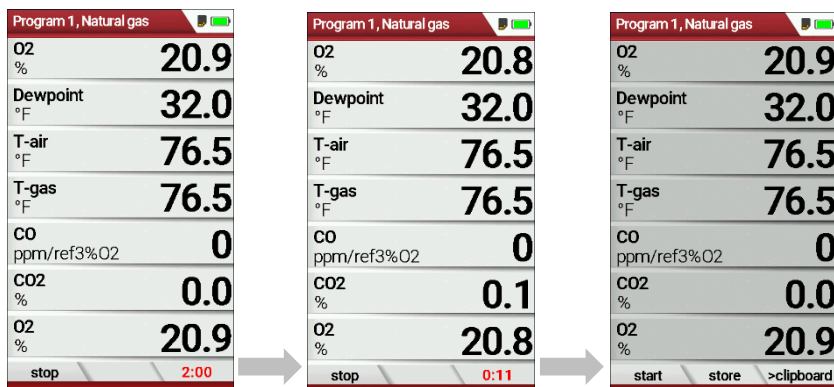 Program 1, Natural gas
O2
%
20.9
Dewpoint
°F
32.0
T-air
°F
76.5
T-gas
°F
76.5
CO
ppm/ref3%O2
0
CO2
%
0.0
O2
%
20.9
stop
2:00
Program 1, Natural gas
O2
%
20.8
Dewpoint
°F
32.0
T-air
°F
76.5
T-gas
°F
76.5
CO
ppm/ref3%O2
0
CO2
%
0.1
O2
%
20.8
stop
0:11
Program 1, Natural gas
O2
%
20.9
Dewpoint
°F
32.0
T-air
°F
76.5
T-gas
°F
76.5
CO
ppm/ref3%O2
0
CO2
%
0.0
O2
%
20.9
start store >clipboard